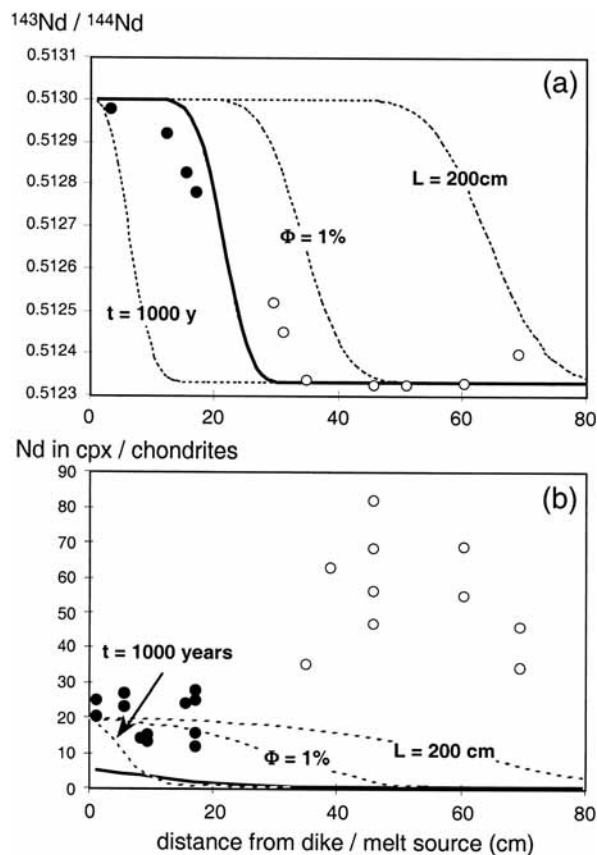 ¹⁴³Nd / ¹⁴⁴Nd
0.5131
(a)
0.5130
0.5129
0.5128
L = 200cm
0.5127
Φ = 1%
0.5126
0.5125
t = 1000 y
0.5124
0.5123
0 20 40 60 80
Nd in cpx / chondrites
90
(b)
80
70
60
50
40
t = 1000 years
30
20
Φ = 1%
L = 200 cm
10
0
0 20 40 60 80
distance from dike / melt source (cm)